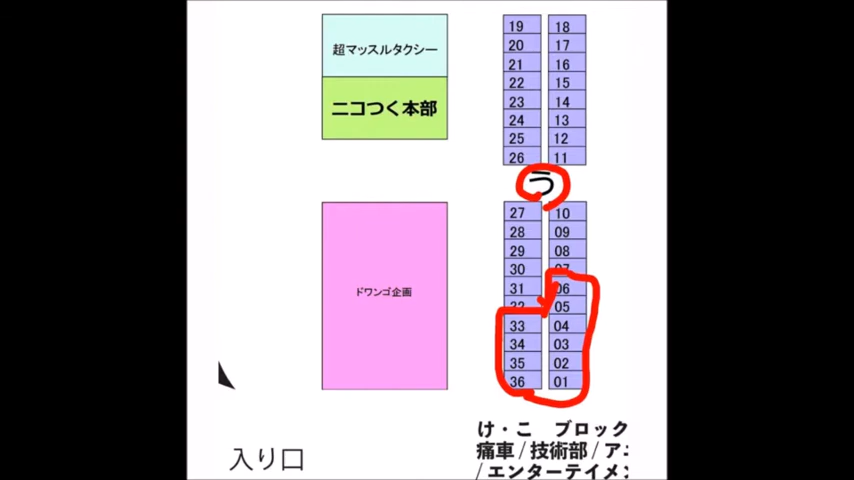 超マッスルタクシー
ニコつく本部
ドワンゴ企画
入り口
19 18
20 17
21 16
22 15
23 14
24 13
25 12
26 11
う
27 10
28 09
29 08
30 07
31 06
32 05
33 04
34 03
35 02
36 01
け・こ ブロック
痛車/技術部/アニ
/エンターテイメン